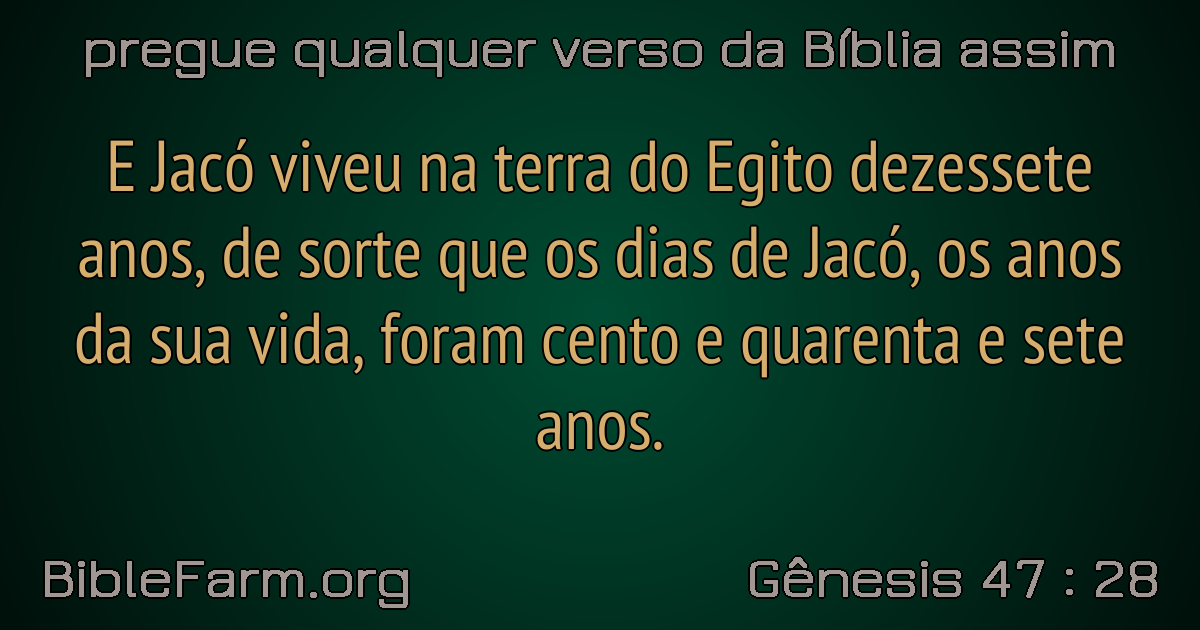 pregue qualquer verso da Bíblia assim
E Jacó viveu na terra do Egito dezessete
anos, de sorte que os dias de Jacó, os anos
da sua vida, foram cento e quarenta e sete
anos.
BibleFarm.org
Gênesis 47 : 28